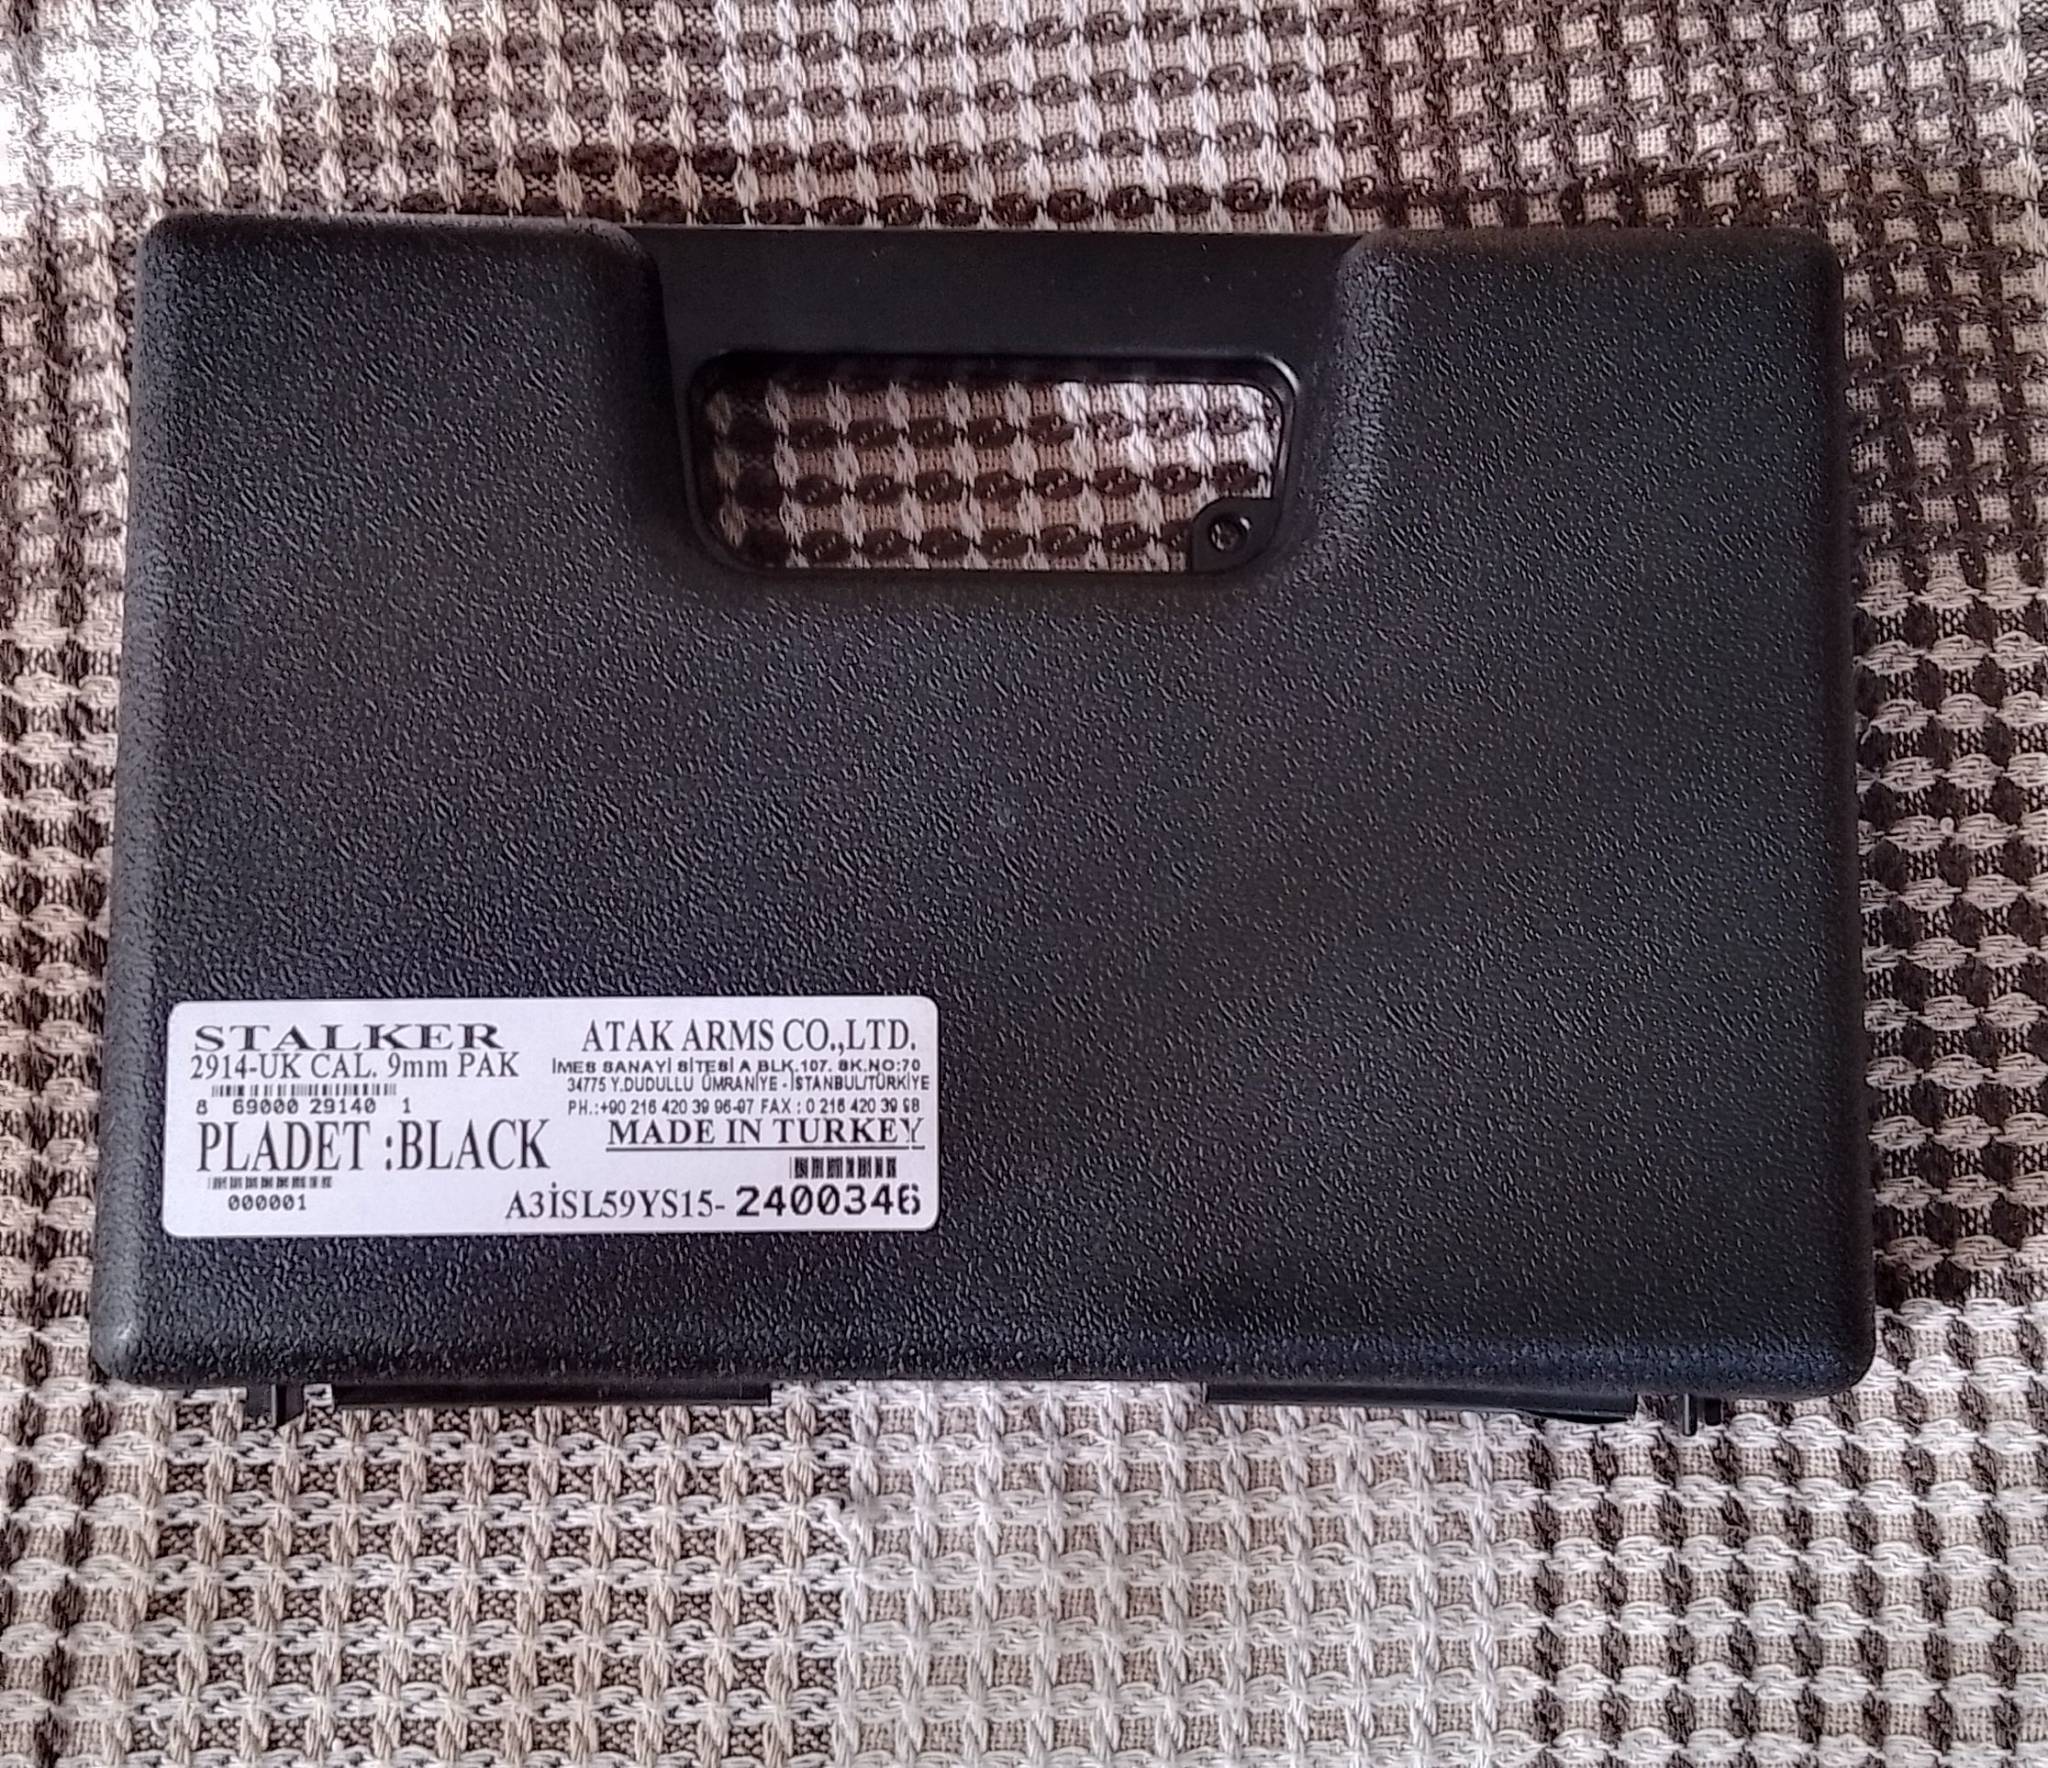 STALKER
2914-UK CAL. 9mm PAK
8 69000 29140 1
PLADET :BLACK
000001
ATAK ARMS CO.,LTD.
İMES SANAYİ SİTESİ A BLK.107. SK.NO:70
34775 Y.DUDULLU ÜMRANİYE - İSTANBUL/TÜRKİYE
PH.:+90 216 420 39 96-97 FAX : 0 216 420 39 98
MADE IN TURKEY
A3İSL59YS15- 2400346